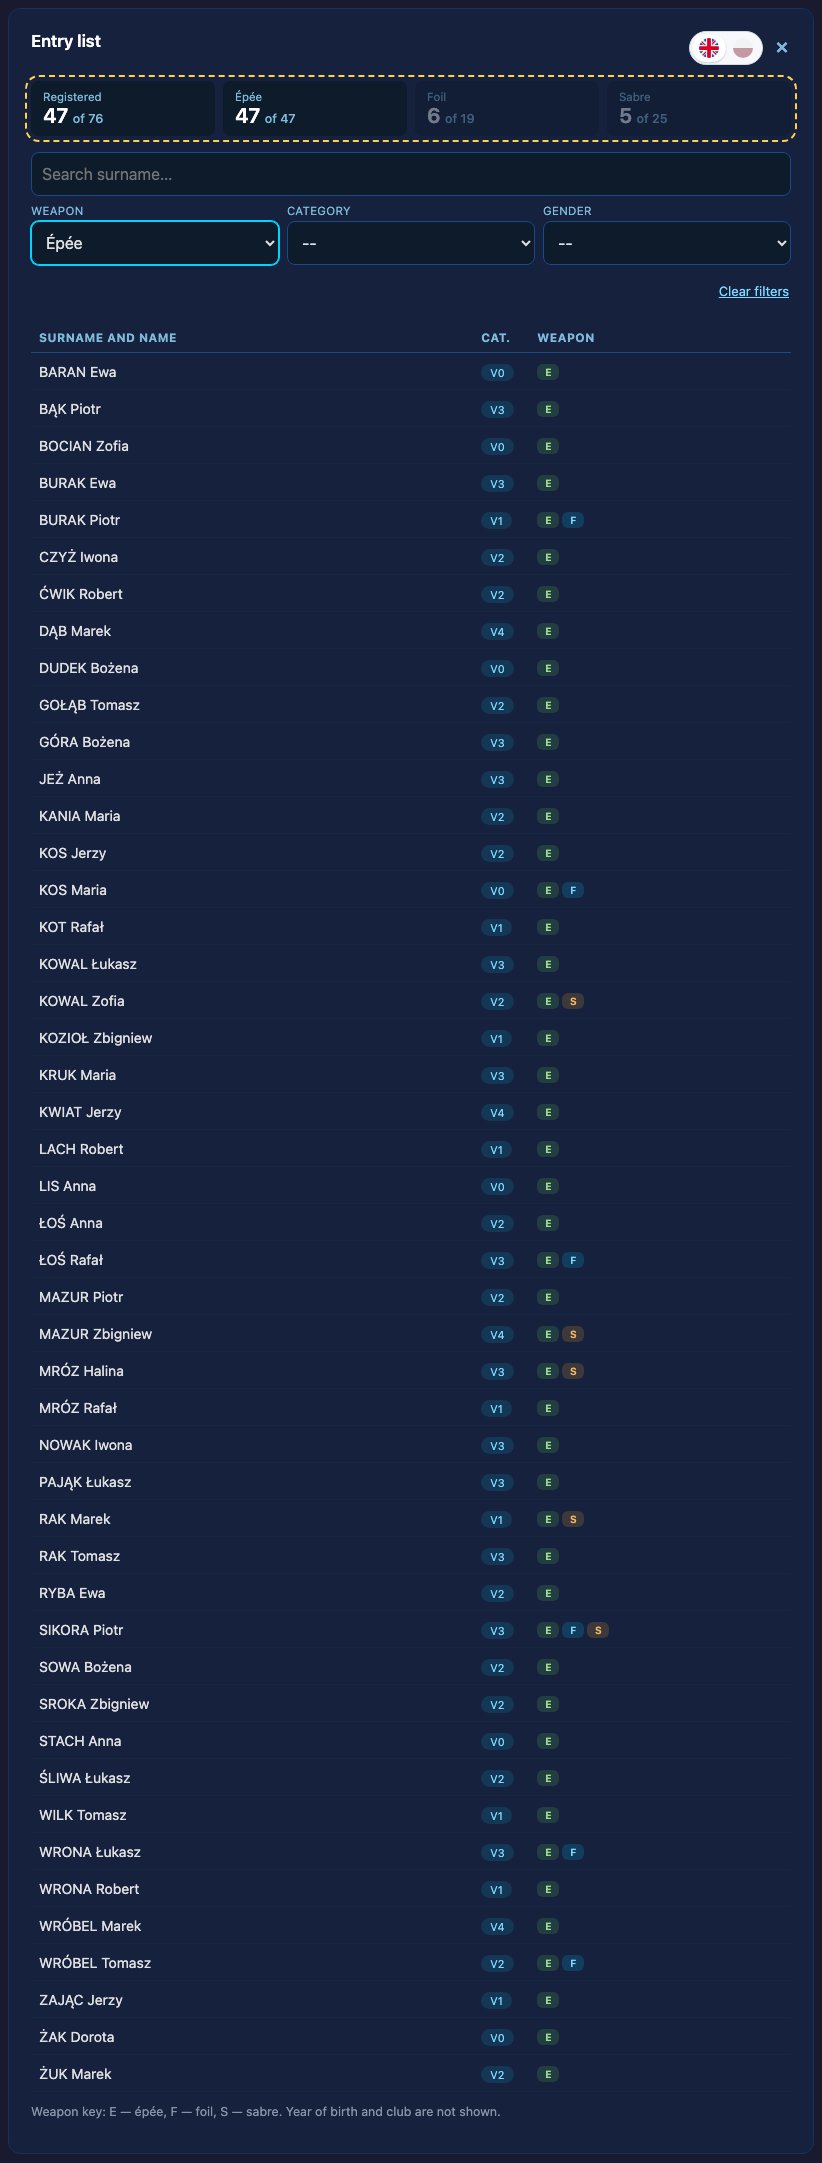 Entry list
×
Registered Épée Foil Sabre
47 of 76 47 of 47 6 of 19 5 of 25
Search surname...
WEAPON CATEGORY GENDER
Épée -- --
Clear filters
SURNAME AND NAME CAT. WEAPON
BARAN Ewa V0 E
BĄK Piotr V3 E
BOCIAN Zofia V0 E
BURAK Ewa V3 E
BURAK Piotr V1 E F
CZYŻ Iwona V2 E
ĆWIK Robert V2 E
DĄB Marek V4 E
DUDEK Bożena V0 E
GOŁĄB Tomasz V2 E
GÓRA Bożena V3 E
JEŻ Anna V3 E
KANIA Maria V2 E
KOS Jerzy V2 E
KOS Maria V0 E F
KOT Rafał V1 E
KOWAL Łukasz V3 E
KOWAL Zofia V2 E S
KOZIOŁ Zbigniew V1 E
KRUK Maria V3 E
KWIAT Jerzy V4 E
LACH Robert V1 E
LIS Anna V0 E
ŁOŚ Anna V2 E
ŁOŚ Rafał V3 E F
MAZUR Piotr V2 E
MAZUR Zbigniew V4 E S
MRÓZ Halina V3 E S
MRÓZ Rafał V1 E
NOWAK Iwona V3 E
PAJĄK Łukasz V3 E
RAK Marek V1 E S
RAK Tomasz V3 E
RYBA Ewa V2 E
SIKORA Piotr V3 E F S
SOWA Bożena V2 E
SROKA Zbigniew V2 E
STACH Anna V0 E
ŚLIWA Łukasz V2 E
WILK Tomasz V1 E
WRONA Łukasz V3 E F
WRONA Robert V1 E
WRÓBEL Marek V4 E
WRÓBEL Tomasz V2 E F
ZAJĄC Jerzy V1 E
ŻAK Dorota V0 E
ŻUK Marek V2 E
Weapon key: E — épée, F — foil, S — sabre. Year of birth and club are not shown.